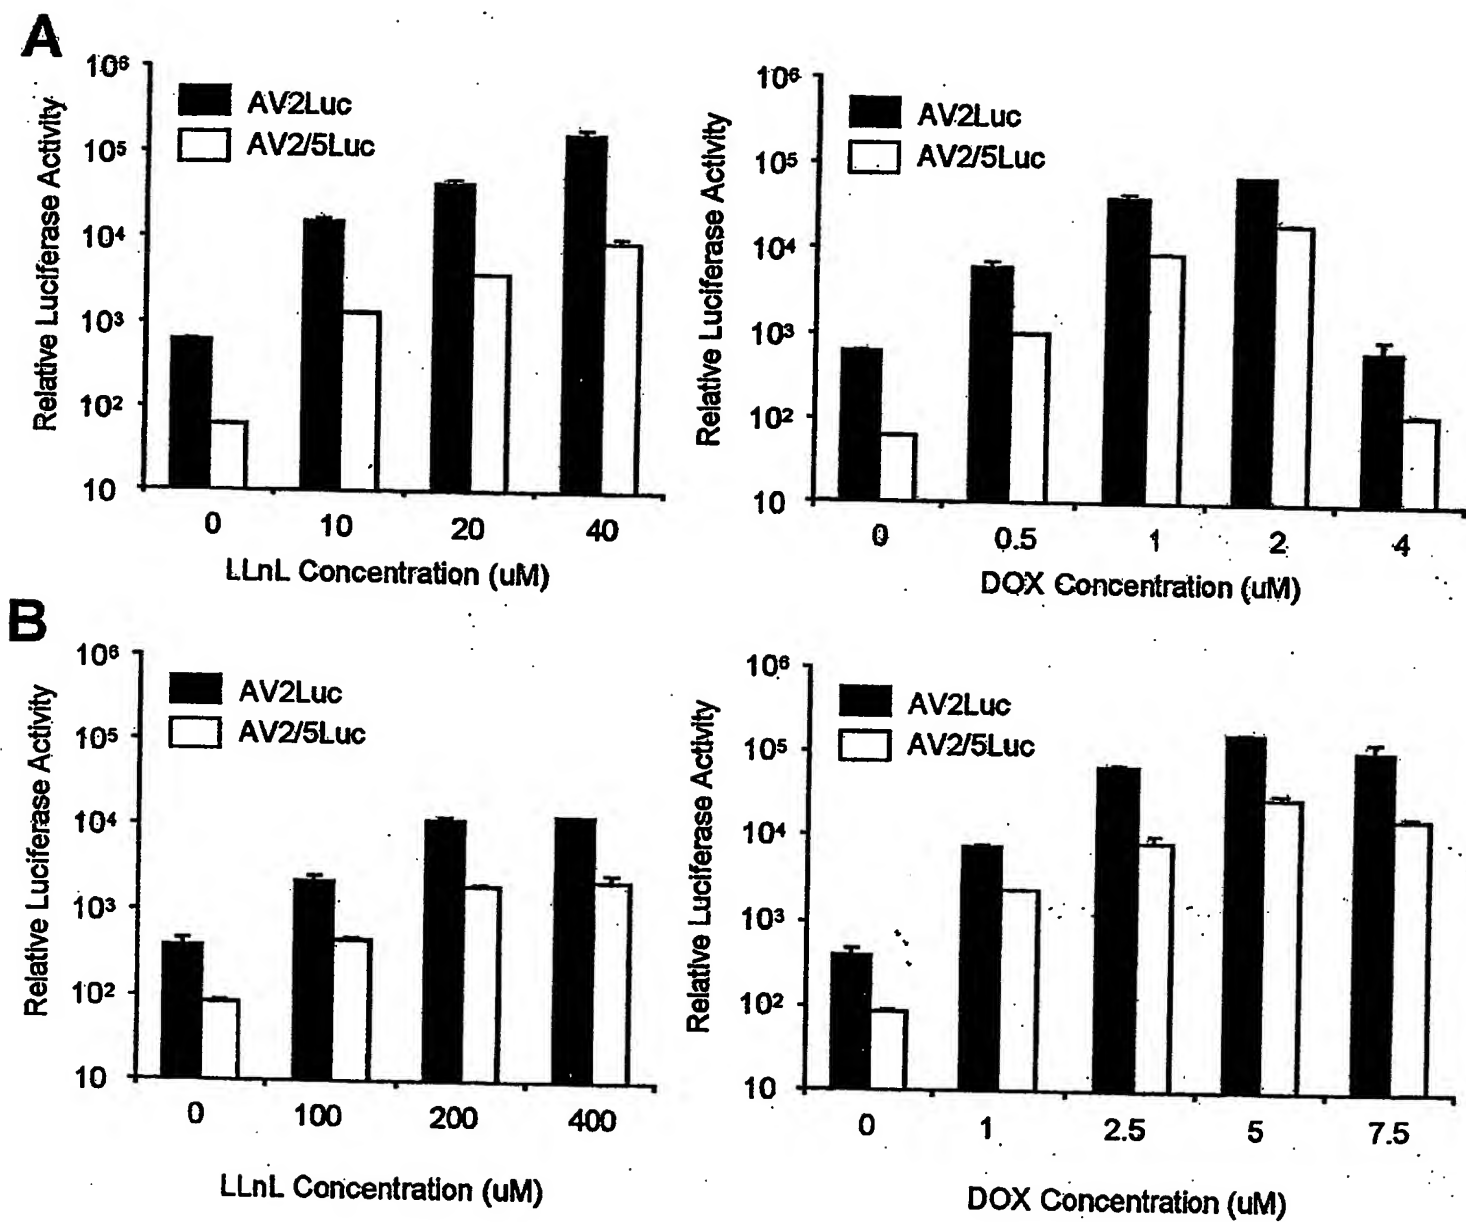 A
10⁶
10⁵
10⁴
10³
10²
10
Relative Luciferase Activity
AV2Luc
AV2/5Luc
0 10 20 40
LLnL Concentration (uM)
10⁶
10⁵
10⁴
10³
10²
10
Relative Luciferase Activity
AV2Luc
AV2/5Luc
0 0.5 1 2 4
DOX Concentration (uM)
B
10⁶
10⁵
10⁴
10³
10²
10
Relative Luciferase Activity
AV2Luc
AV2/5Luc
0 100 200 400
LLnL Concentration (uM)
10⁶
10⁵
10⁴
10³
10²
10
Relative Luciferase Activity
AV2Luc
AV2/5Luc
0 1 2.5 5 7.5
DOX Concentration (uM)